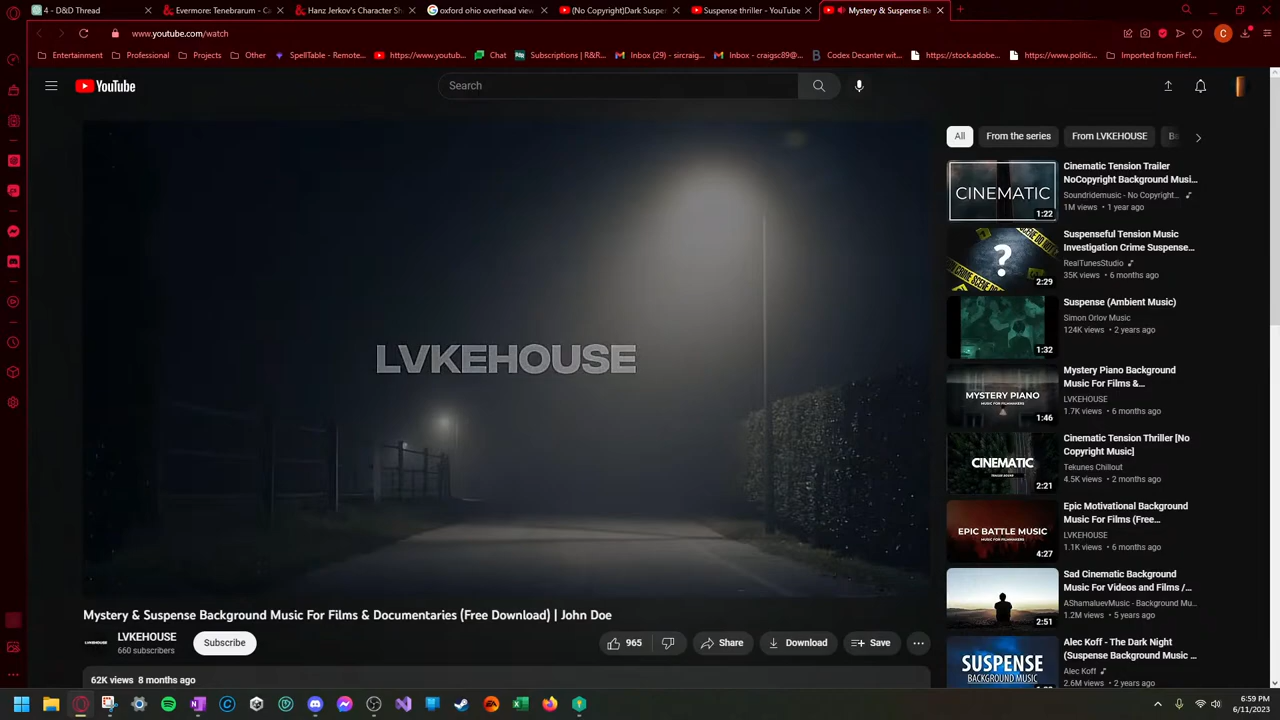 4 - D&D Thread
Evermore: Tenebrarum - Ca
Hanz Jerkov's Character Sh
oxford ohio overhead view
(No Copyright)Dark Suspen
Suspense thriller - YouTube
Mystery & Suspense Ba
www.youtube.com/watch
C
Entertainment
Professional
Projects
Other
SpellTable - Remote...
https://www.youtub...
Chat
Subscriptions | R&R...
Inbox (29) - sircraig...
Inbox - craigsc89@...
Codex Decanter wit...
https://stock.adobe...
https://www.politic...
Imported from Firef...
YouTube
Search
LVKEHOUSE
Mystery & Suspense Background Music For Films & Documentaries (Free Download) | John Doe
LVKEHOUSE
660 subscribers
Subscribe
965
Share
Download
Save
62K views 8 months ago
All
From the series
From LVKEHOUSE
CINEMATIC
1:22
Cinematic Tension Trailer
NoCopyright Background Musi...
Soundridemusic - No Copyright...
1M views • 1 year ago
?
2:29
Suspenseful Tension Music
Investigation Crime Suspense...
RealTunesStudio
35K views • 6 months ago
1:32
Suspense (Ambient Music)
Simon Orlov Music
124K views • 2 years ago
MYSTERY PIANO
MUSIC FOR FILMMAKERS
1:46
Mystery Piano Background
Music For Films &...
LVKEHOUSE
1.7K views • 6 months ago
CINEMATIC
2:21
Cinematic Tension Thriller [No
Copyright Music]
Tekunes Chillout
4.5K views • 2 months ago
EPIC BATTLE MUSIC
MUSIC FOR FILMMAKERS
4:27
Epic Motivational Background
Music For Films (Free...
LVKEHOUSE
1.1K views • 6 months ago
2:51
Sad Cinematic Background
Music For Videos and Films /...
AShamaluevMusic - Background Mu...
1.2M views • 5 years ago
SUSPENSE
BACKGROUND MUSIC
Alec Koff - The Dark Night
(Suspense Background Music ...
Alec Koff
2.6M views • 2 years ago
6:59 PM
6/11/2023